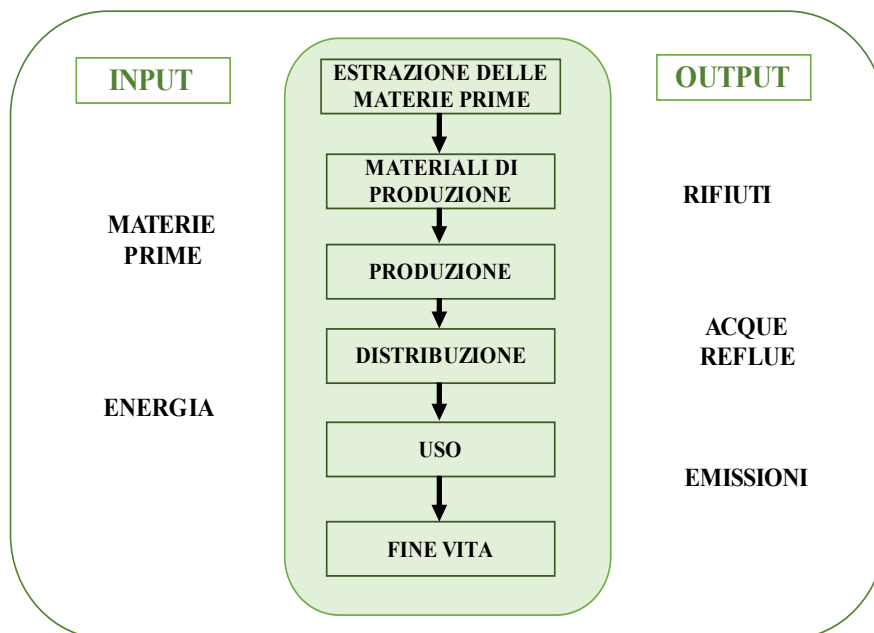 INPUT
MATERIE
PRIME
ENERGIA
ESTRAZIONE DELLE
MATERIE PRIME
MATERIALI DI
PRODUZIONE
PRODUZIONE
DISTRIBUZIONE
USO
FINE VITA
OUTPUT
RIFIUTI
ACQUE
REFLUE
EMISSIONI